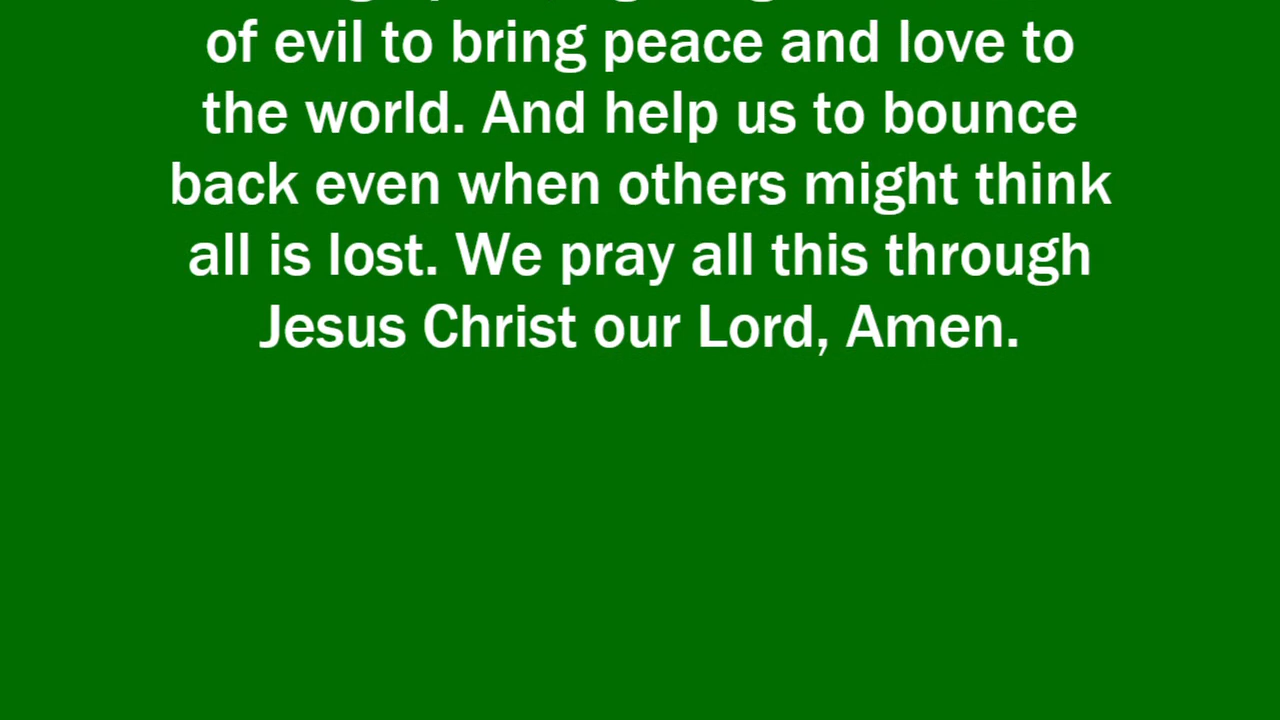 of evil to bring peace and love to
the world. And help us to bounce
back even when others might think
all is lost. We pray all this through
Jesus Christ our Lord, Amen.